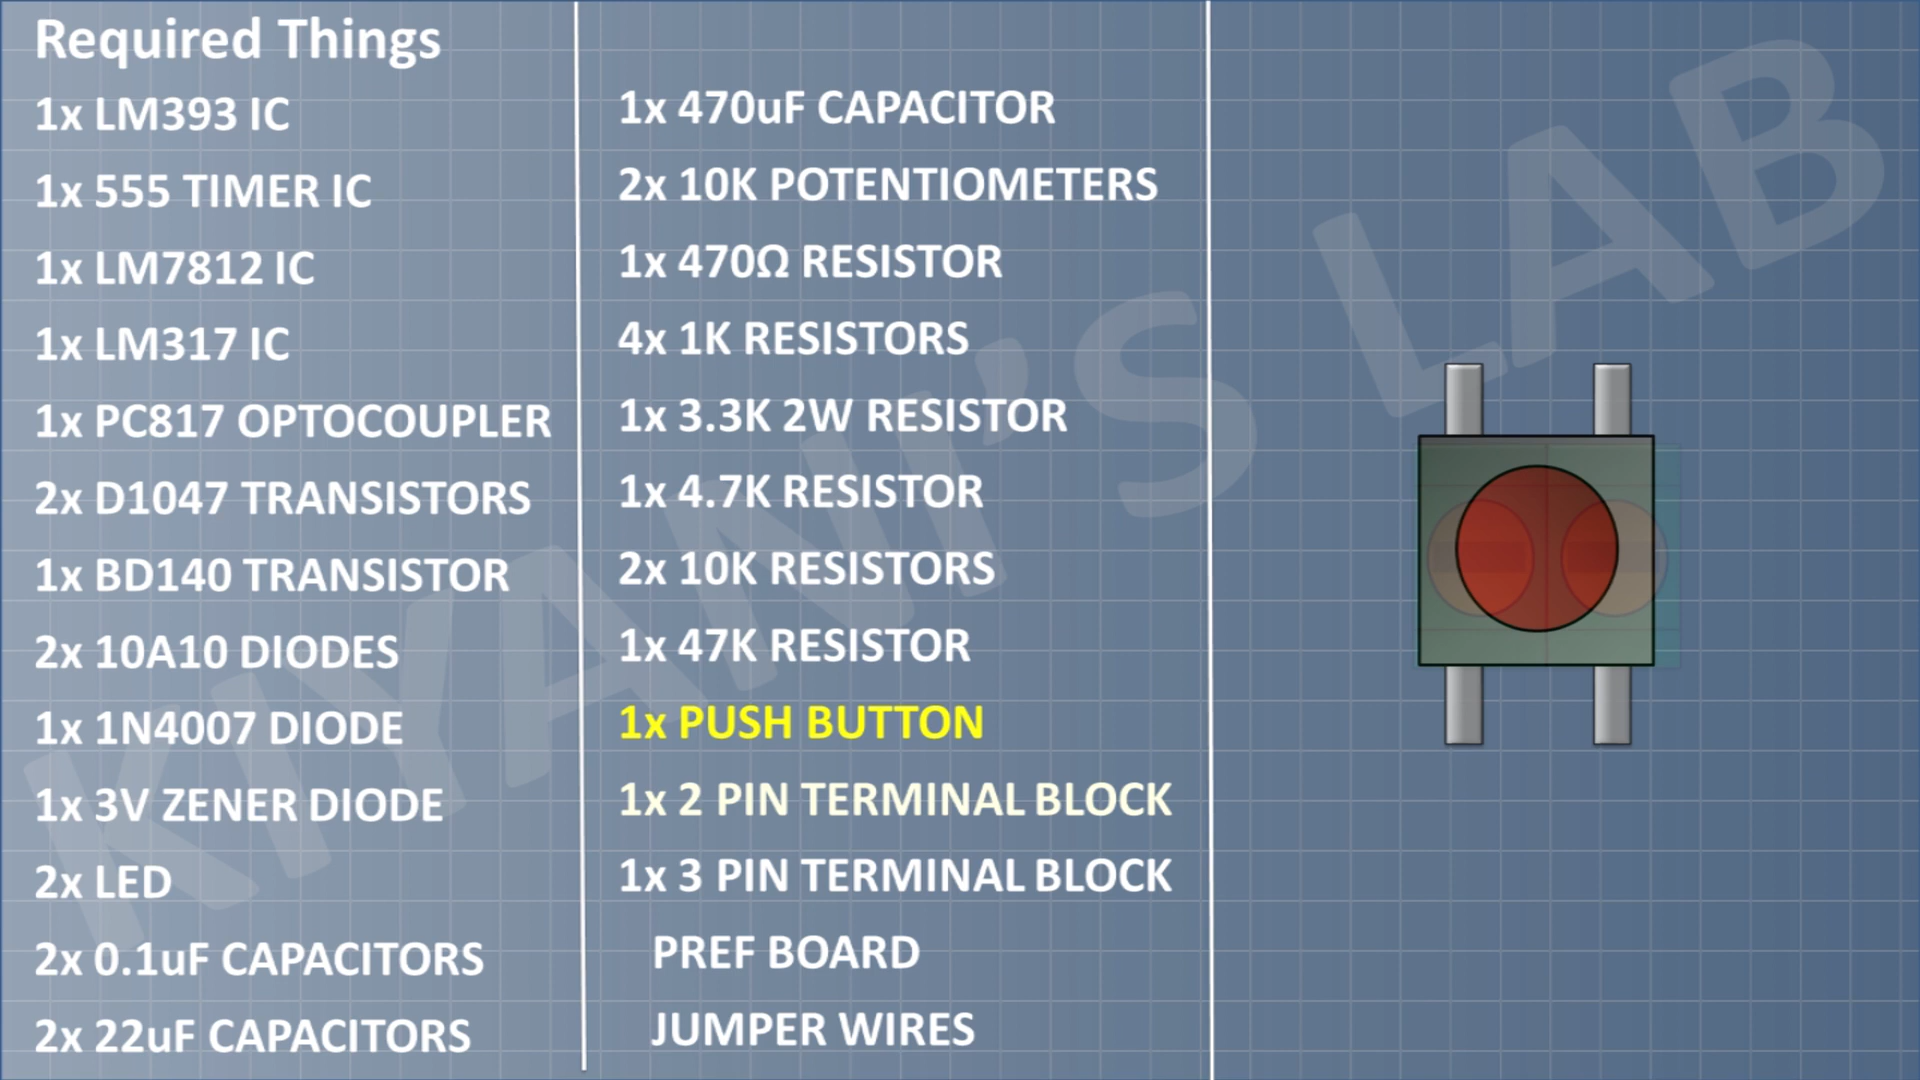 Required Things
1x LM393 IC
1x 555 TIMER IC
1x LM7812 IC
1x LM317 IC
1x PC817 OPTOCOUPLER
2x D1047 TRANSISTORS
1x BD140 TRANSISTOR
2x 10A10 DIODES
1x 1N4007 DIODE
1x 3V ZENER DIODE
2x LED
2x 0.1uF CAPACITORS
2x 22uF CAPACITORS
1x 470uF CAPACITOR
2x 10K POTENTIOMETERS
1x 470Ω RESISTOR
4x 1K RESISTORS
1x 3.3K 2W RESISTOR
1x 4.7K RESISTOR
2x 10K RESISTORS
1x 47K RESISTOR
1x PUSH BUTTON
1x 2 PIN TERMINAL BLOCK
1x 3 PIN TERMINAL BLOCK
PREF BOARD
JUMPER WIRES
KIYANI'S LAB